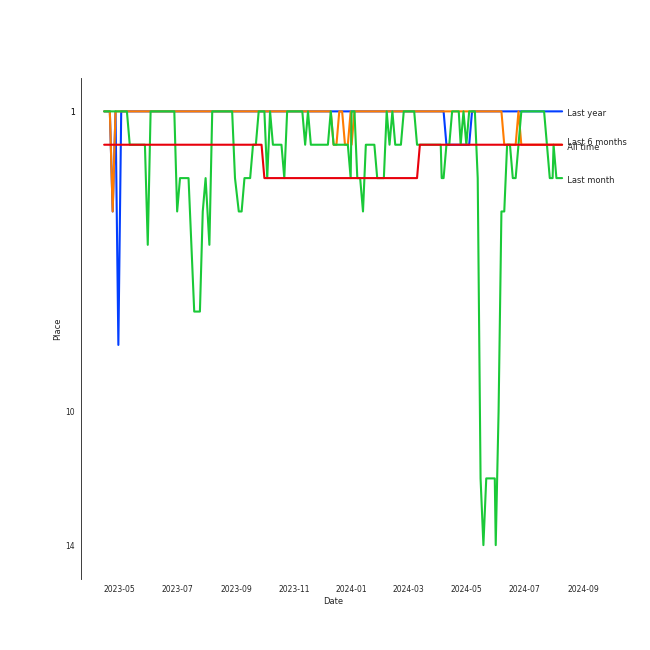 1
Last year
Last 6 months
All time
Last month
Place
10
14
2023-05 2023-07 2023-09 2023-11 2024-01 2024-03 2024-05 2024-07 2024-09
Date